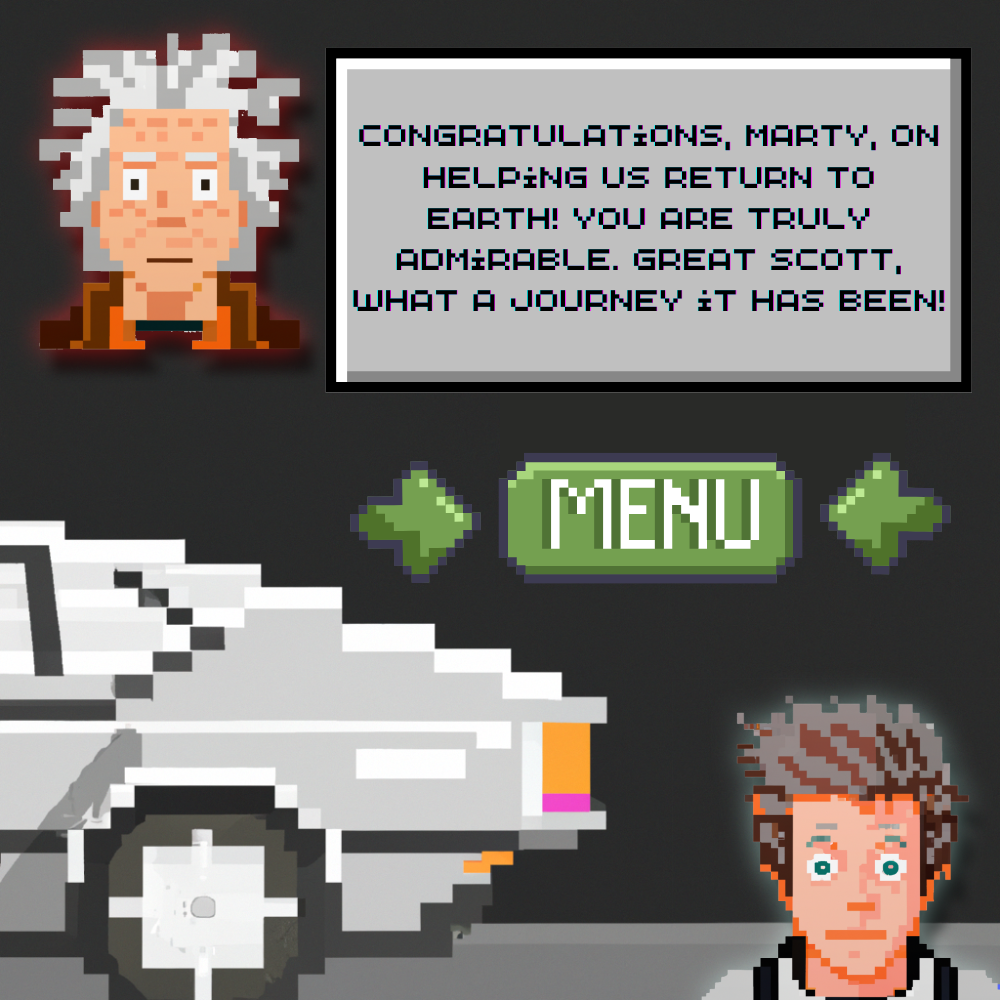 CONGRATULATiONS, MARTY, ON
HELPiNG US RETURN TO
EARTH! YOU ARE TRULY
ADMiRABLE. GREAT SCOTT,
WHAT A JOURNEY iT HAS BEEN!
MENU